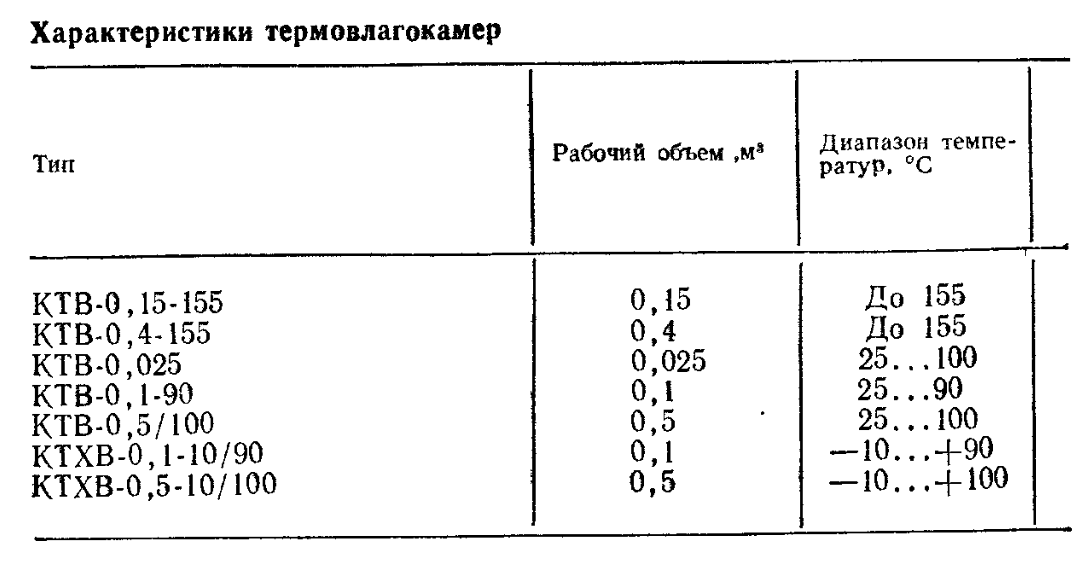 Характеристики термовлагокамер
Тип
Рабочий объем ,м³
Диапазон темпе-
ратур, °С
КТВ-0,15-155 0,15 До 155
КТВ-0,4-155 0,4 До 155
КТВ-0,025 0,025 25...100
КТВ-0,1-90 0,1 25...90
КТВ-0,5/100 0,5 25...100
КТХВ-0,1-10/90 0,1 —10...+90
КТХВ-0,5-10/100 0,5 —10...+100